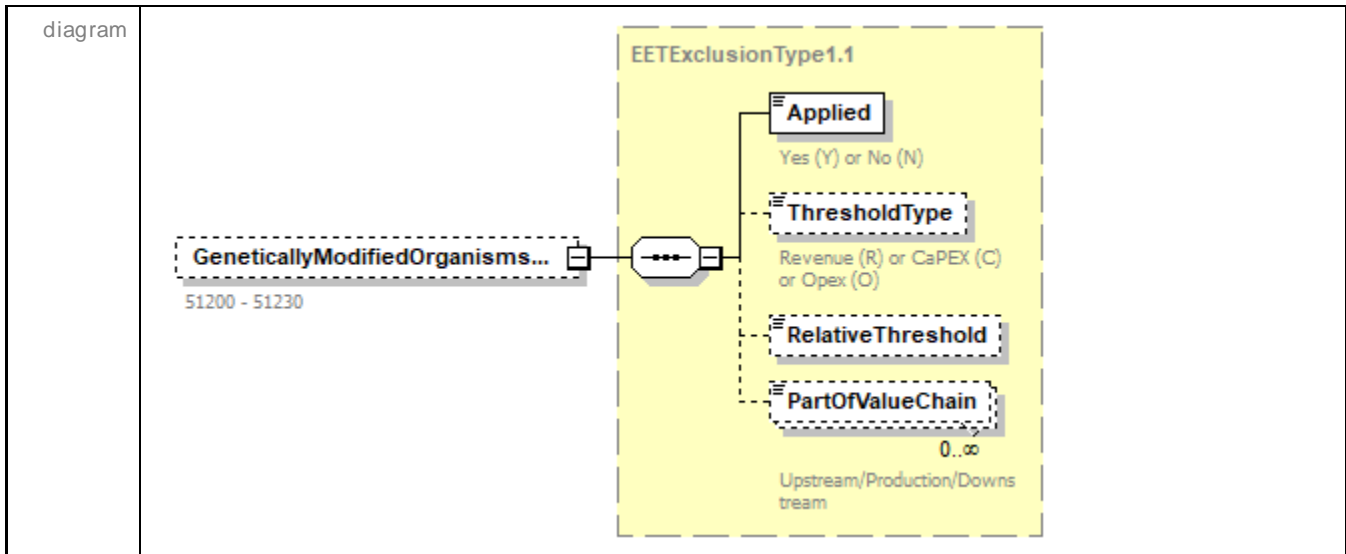 diagram
EETExclusionType1.1
Applied
Yes (Y) or No (N)
ThresholdType
Revenue (R) or CaPEX (C)
or Opex (O)
GeneticallyModifiedOrganisms...
51200 - 51230
RelativeThreshold
PartOfValueChain
0..∞
Upstream/Production/Downs
tream